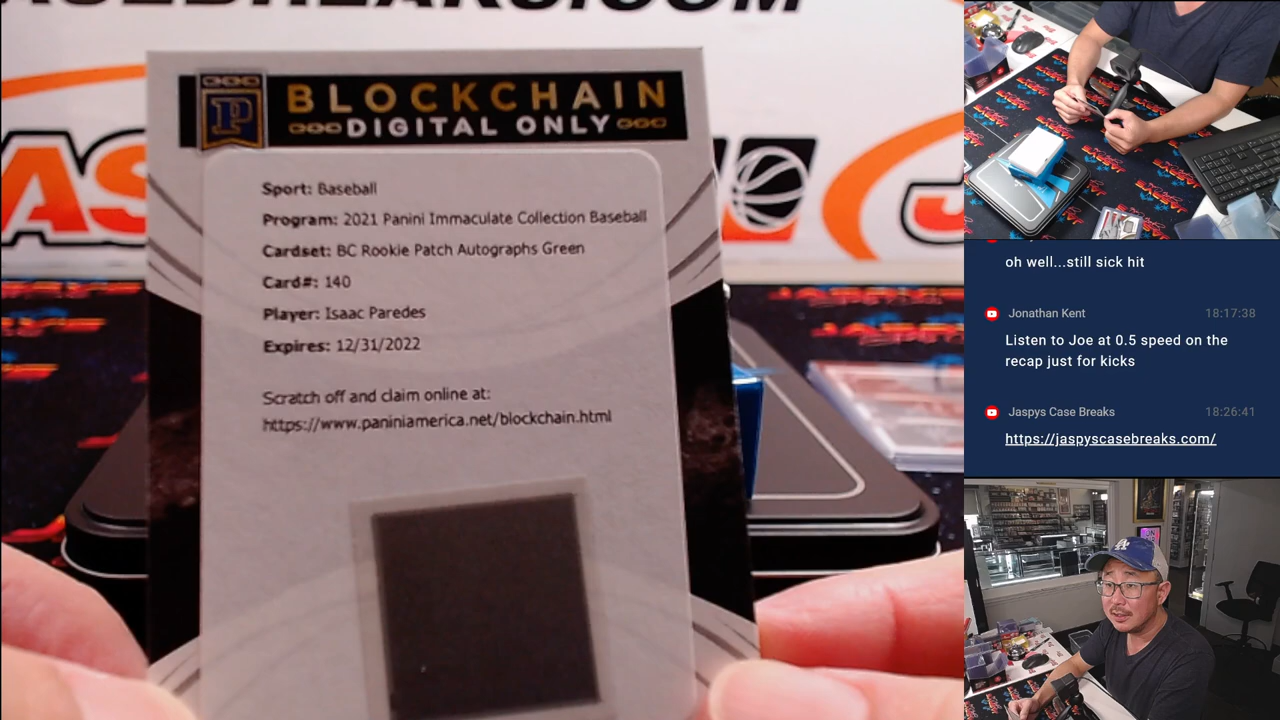 BLOCKCHAIN
DIGITAL ONLY
P
Sport: Baseball
Program: 2021 Panini Immaculate Collection Baseball
Cardset: BC Rookie Patch Autographs Green
Card#: 140
Player: Isaac Paredes
Expires: 12/31/2022
Scratch off and claim online at:
https://www.paniniamerica.net/blockchain.html
oh well...still sick hit
Jonathan Kent 18:17:38
Listen to Joe at 0.5 speed on the
recap just for kicks
Jaspys Case Breaks 18:26:41
https://jaspyscasebreaks.com/
LA